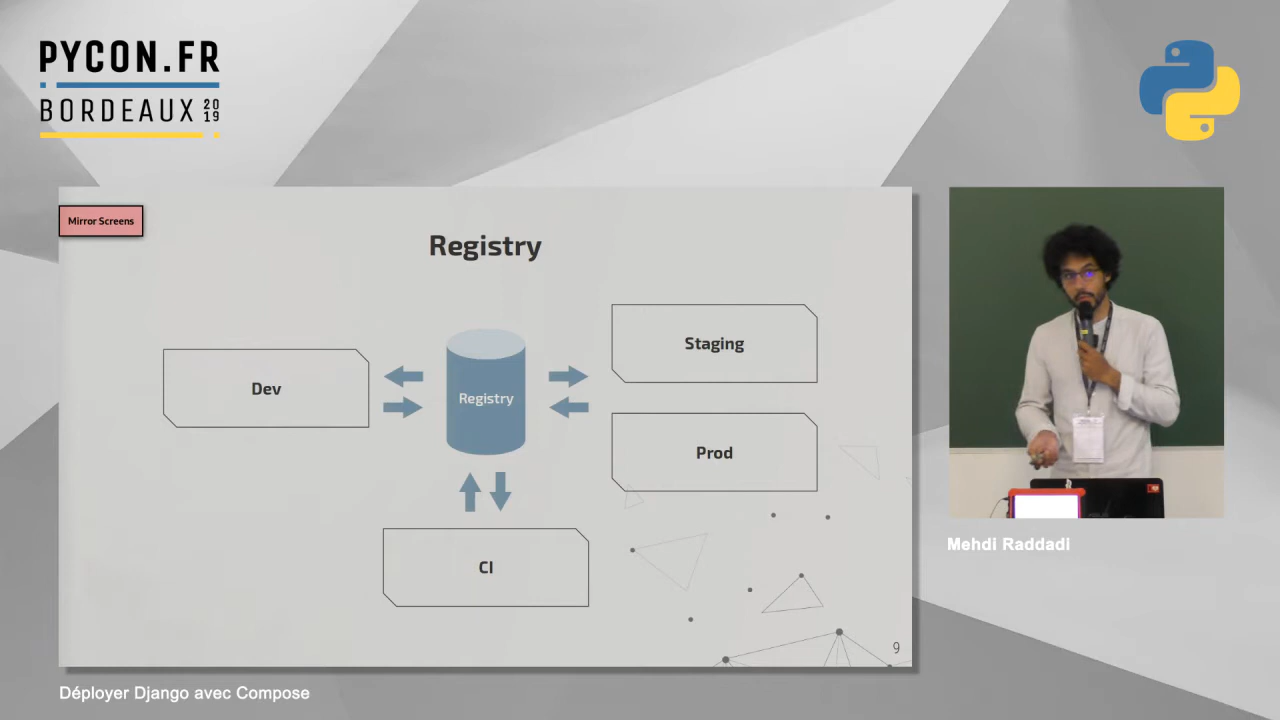 PYCON.FR
BORDEAUX 2019
Mirror Screens
Registry
Dev
Registry
Staging
Prod
CI
9
Mehdi Raddadi
Déployer Django avec Compose